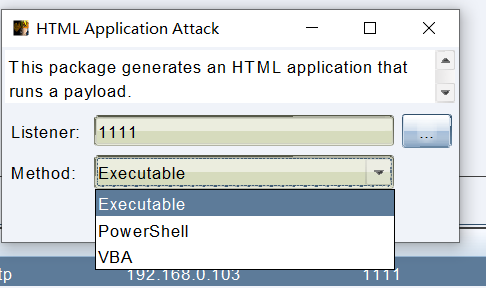 HTML Application Attack
This package generates an HTML application that
runs a payload.
Listener: 1111 ...
Method: Executable
Executable
PowerShell
VBA
tp 192.168.0.103 1111